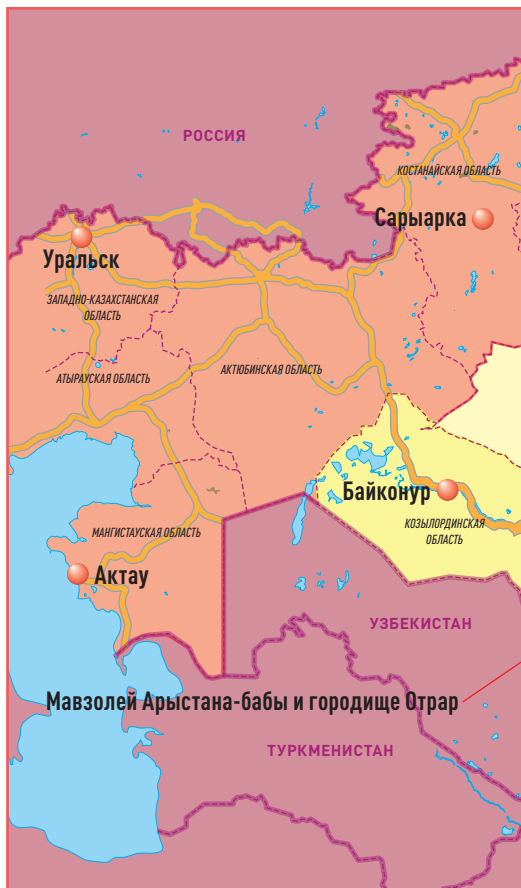 РОССИЯ
КОСТАНАЙСКАЯ ОБЛАСТЬ
Сарыарка
Уральск
ЗАПАДНО-КАЗАХСТАНСКАЯ
ОБЛАСТЬ
АТЫРАУСКАЯ ОБЛАСТЬ
АКТЮБИНСКАЯ ОБЛАСТЬ
Байконур
КОЗЫЛОРДИНСКАЯ
ОБЛАСТЬ
МАНГИСТАУСКАЯ ОБЛАСТЬ
Актау
УЗБЕКИСТАН
Мавзолей Арыстана-бабы и городище Отрар
ТУРКМЕНИСТАН